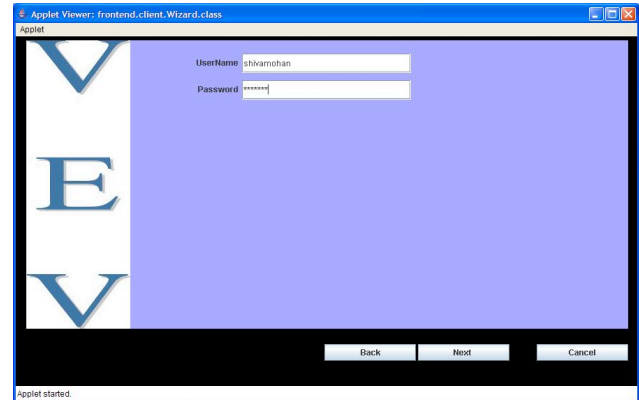 Applet Viewer: frontend.client.Wizard.class
Applet
V
E
V
UserName shivamohan
Password *******
Back Next Cancel
Applet started.